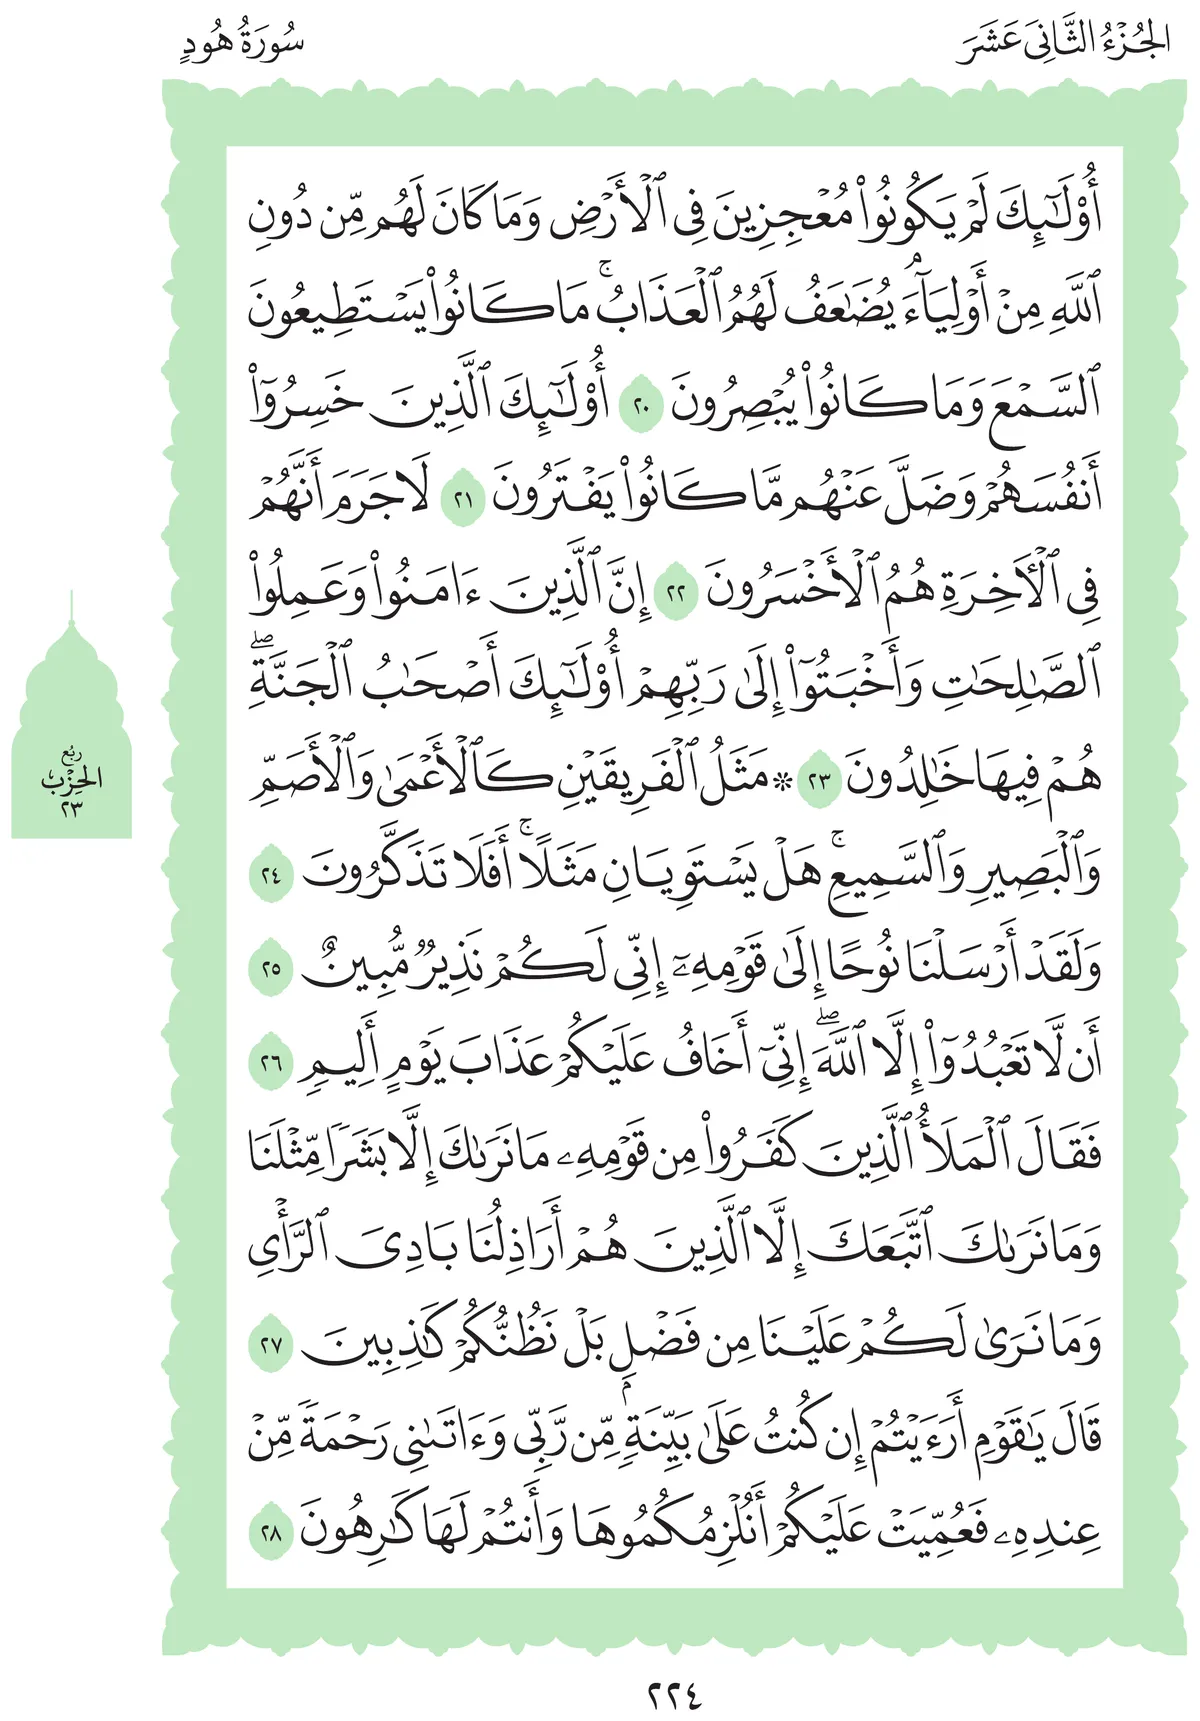 الجُزْءُ الثَّانِيَ عَشَرَ
سُورَةُ هُودٍ
أُوْلَٰٓئِكَ لَمۡ يَكُونُواْ مُعۡجِزِينَ فِي ٱلۡأَرۡضِ وَمَا كَانَ لَهُم مِّن دُونِ
ٱللَّهِ مِنۡ أَوۡلِيَآءَۘ يُضَٰعَفُ لَهُمُ ٱلۡعَذَابُۚ مَا كَانُواْ يَسۡتَطِيعُونَ
ٱلسَّمۡعَ وَمَا كَانُواْ يُبۡصِرُونَ ٢٠ أُوْلَٰٓئِكَ ٱلَّذِينَ خَسِرُوٓاْ
أَنفُسَهُمۡ وَضَلَّ عَنۡهُم مَّا كَانُواْ يَفۡتَرُونَ ٢١ لَا جَرَمَ أَنَّهُمۡ
فِي ٱلۡأٓخِرَةِ هُمُ ٱلۡأَخۡسَرُونَ ٢٢ إِنَّ ٱلَّذِينَ ءَامَنُواْ وَعَمِلُواْ
ٱلصَّٰلِحَٰتِ وَأَخۡبَتُوٓاْ إِلَىٰ رَبِّهِمۡ أُوْلَٰٓئِكَ أَصۡحَٰبُ ٱلۡجَنَّةِۖ
هُمۡ فِيهَا خَٰلِدُونَ ٢٣ ۞ مَثَلُ ٱلۡفَرِيقَيۡنِ كَٱلۡأَعۡمَىٰ وَٱلۡأَصَمِّ
وَٱلۡبَصِيرِ وَٱلسَّمِيعِۚ هَلۡ يَسۡتَوِيَانِ مَثَلًاۚ أَفَلَا تَذَكَّرُونَ ٢٤
وَلَقَدۡ أَرۡسَلۡنَا نُوحًا إِلَىٰ قَوۡمِهِۦٓ إِنِّي لَكُمۡ نَذِيرٞ مُّبِينٌ ٢٥
أَن لَّا تَعۡبُدُوٓاْ إِلَّا ٱللَّهَۖ إِنِّيٓ أَخَافُ عَلَيۡكُمۡ عَذَابَ يَوۡمٍ أَلِيمٖ ٢٦
فَقَالَ ٱلۡمَلَأُ ٱلَّذِينَ كَفَرُواْ مِن قَوۡمِهِۦ مَا نَرَىٰكَ إِلَّا بَشَرٗا مِّثۡلَنَا
وَمَا نَرَىٰكَ ٱتَّبَعَكَ إِلَّا ٱلَّذِينَ هُمۡ أَرَاذِلُنَا بَادِيَ ٱلرَّأۡيِ
وَمَا نَرَىٰ لَكُمۡ عَلَيۡنَا مِن فَضۡلِۭ بَلۡ نَظُنُّكُمۡ كَٰذِبِينَ ٢٧
قَالَ يَٰقَوۡمِ أَرَءَيۡتُمۡ إِن كُنتُ عَلَىٰ بَيِّنَةٖ مِّن رَّبِّي وَءَاتَىٰنِي رَحۡمَةٗ مِّنۡ
عِندِهِۦ فَعُمِّيَتۡ عَلَيۡكُمۡ أَنُلۡزِمُكُمُوهَا وَأَنتُمۡ لَهَا كَٰرِهُونَ ٢٨
رُبُع
الحِزْب
٢٣
٢٢٤